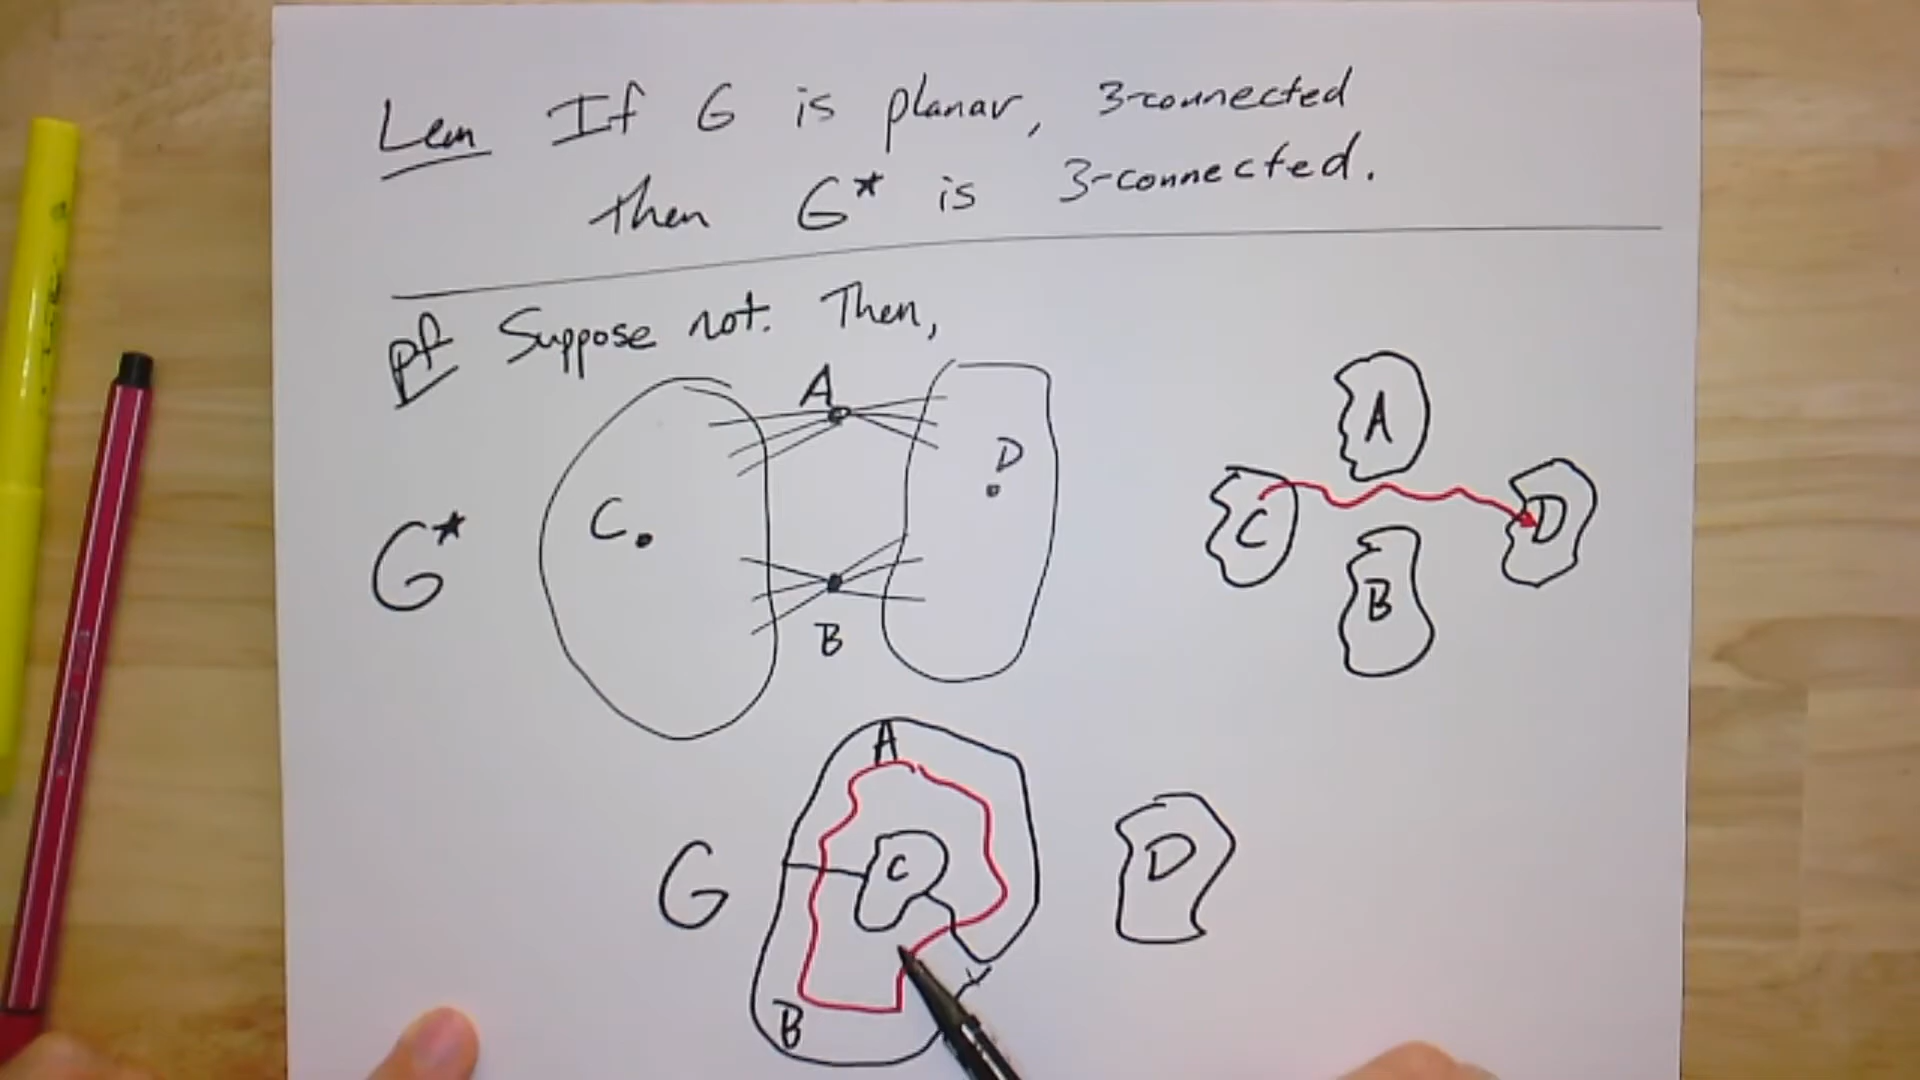 Lem If G is planar, 3-connected
then G* is 3-connected.
Pf Suppose not. Then,
A
D
C
G*
B
A
C
D
B
A
G
C
D
B